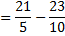 = 21/5 − 23/10